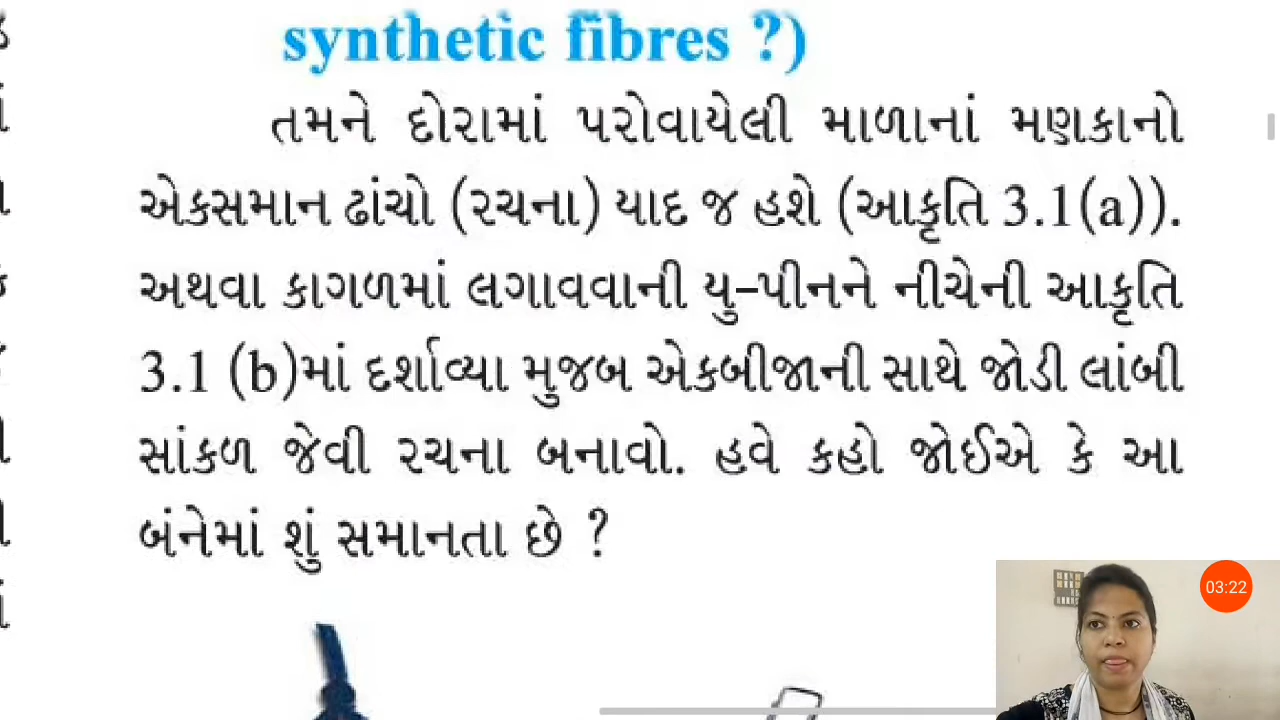 synthetic fibres ?)
તમને દોરામાં પરોવાયેલી માળાનાં મણકાનો
એકસમાન ઢાંચો (રચના) યાદ જ હશે (આકૃતિ 3.1(a)).
અથવા કાગળમાં લગાવવાની યુ-પીનને નીચેની આકૃતિ
3.1 (b)માં દર્શાવ્યા મુજબ એકબીજાની સાથે જોડી લાંબી
સાંકળ જેવી રચના બનાવો. હવે કહો જોઈએ કે આ
બંનેમાં શું સમાનતા છે ?
03:22